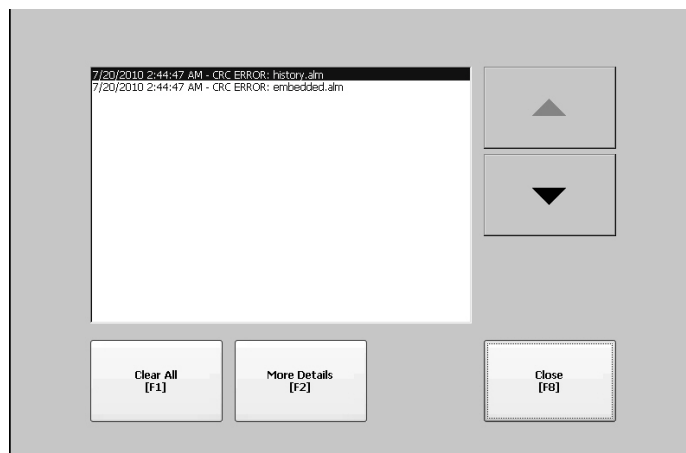 7/20/2010 2:44:47 AM - CRC ERROR: history.alm
7/20/2010 2:44:47 AM - CRC ERROR: embedded.alm
Clear All
[F1]
More Details
[F2]
Close
[F8]